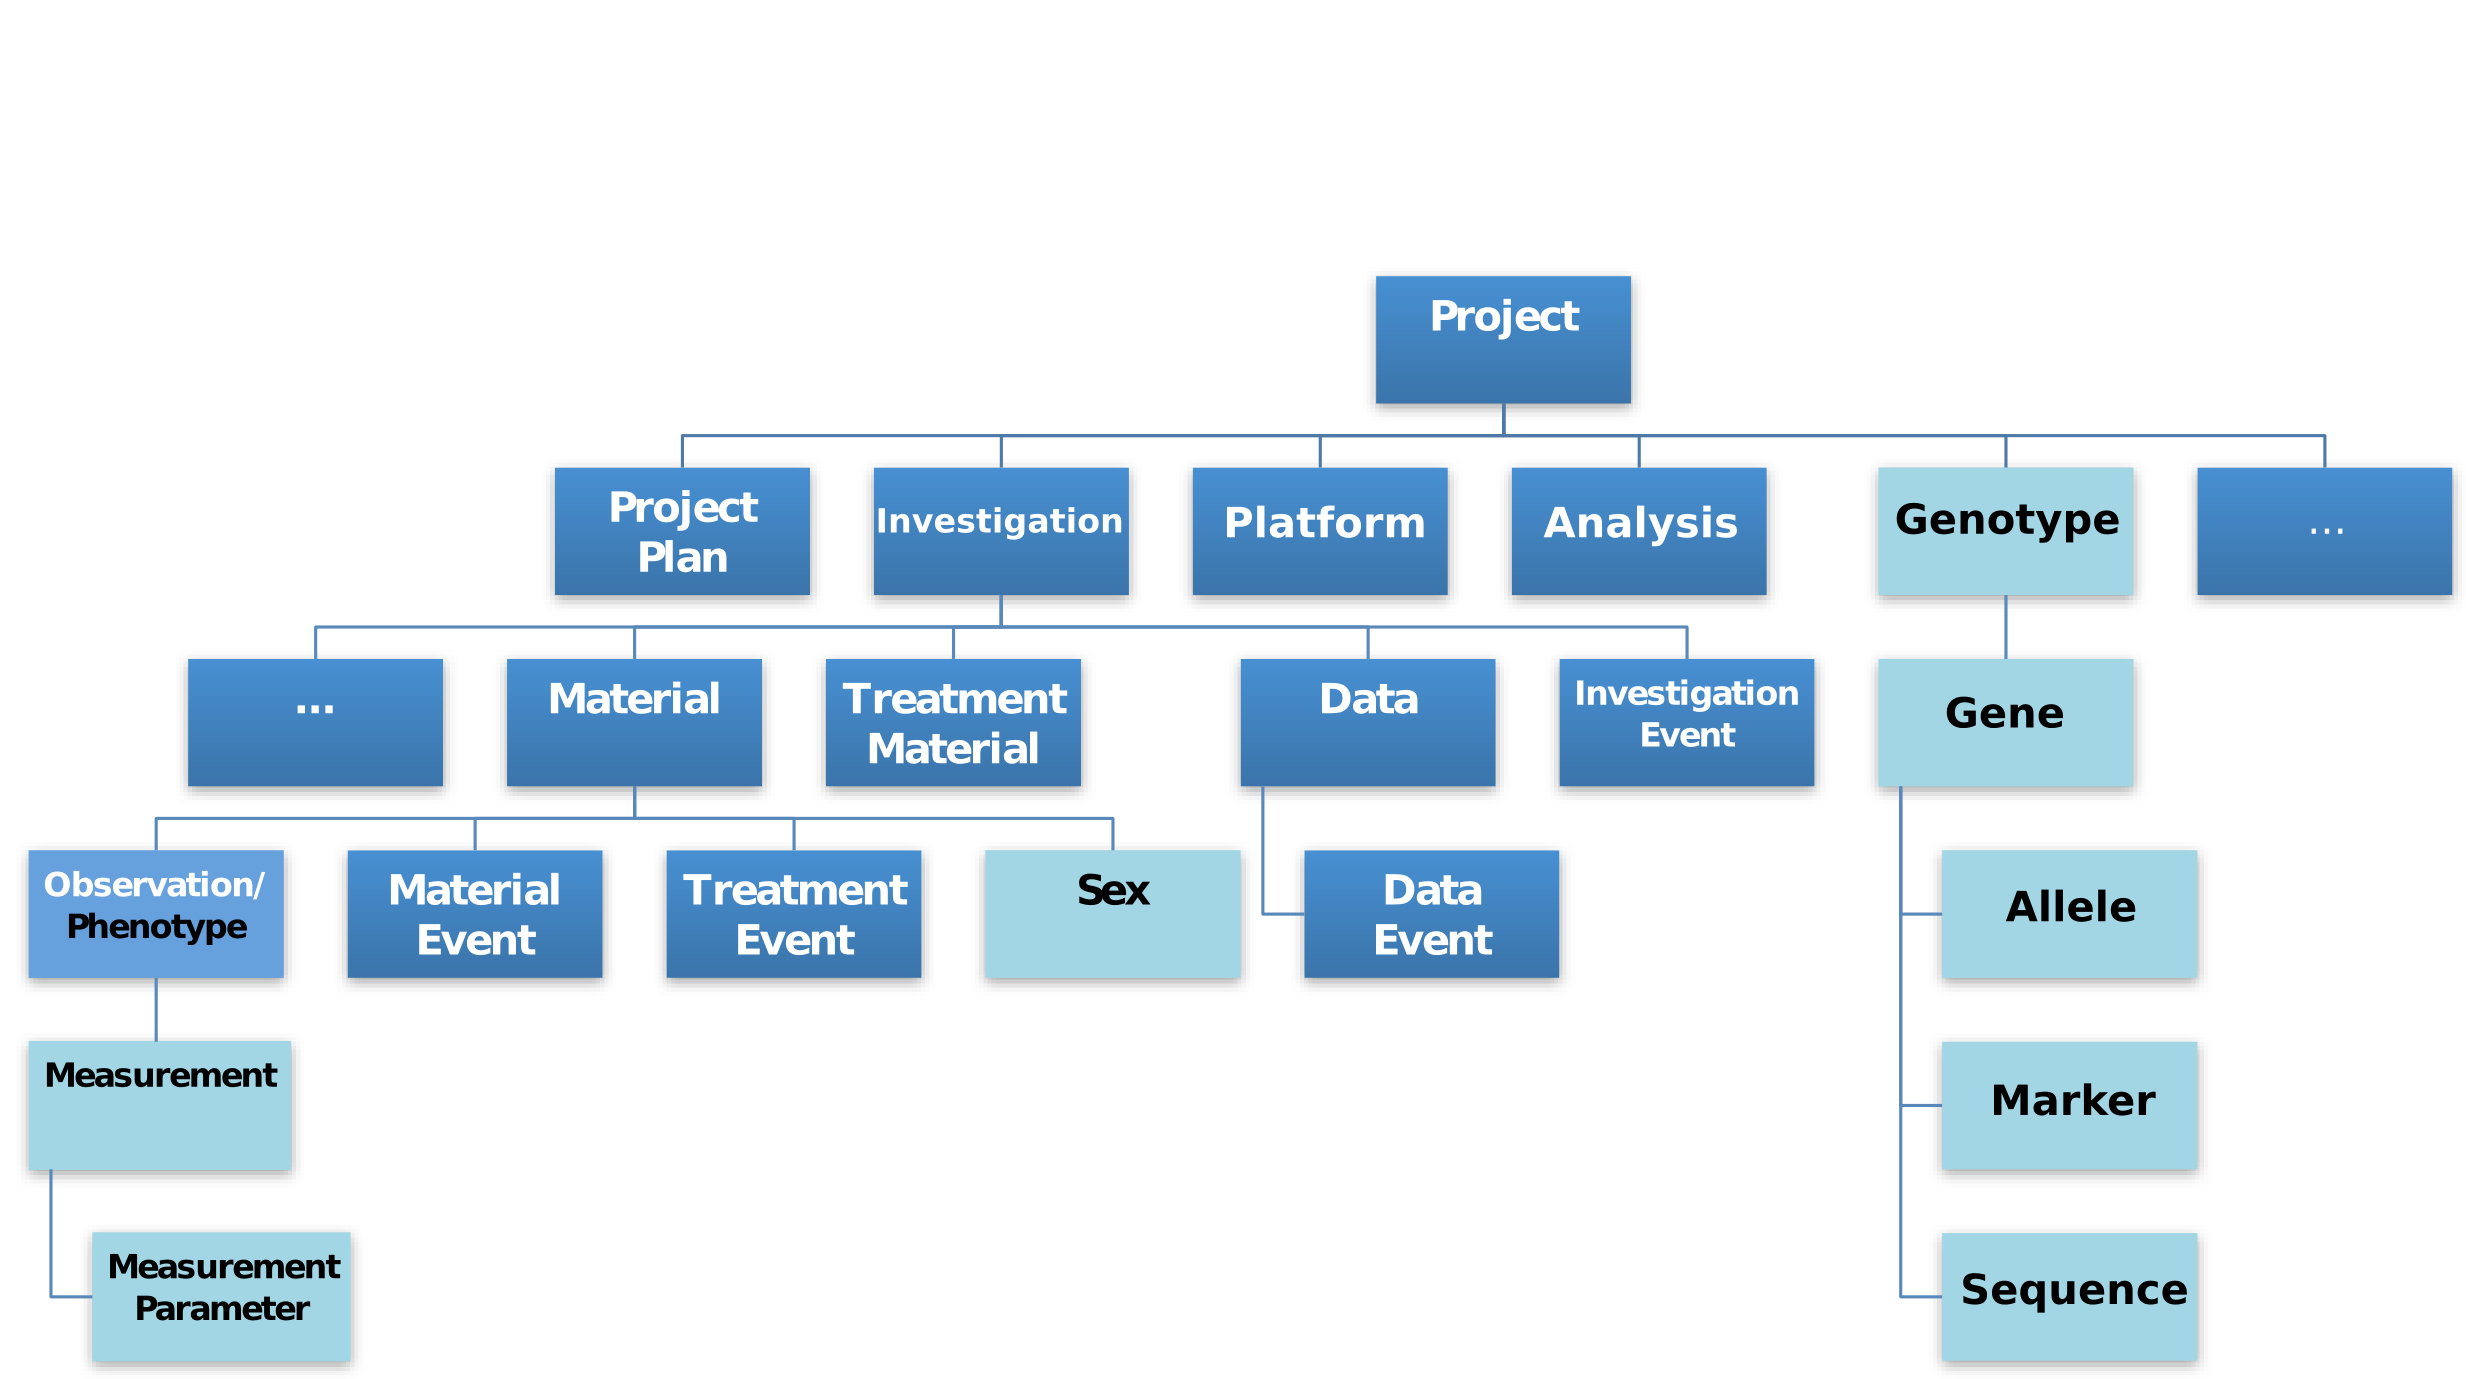 Project
Project
Plan
Investigation
Platform
Analysis
Genotype
...
...
Material
Treatment
Material
Data
Investigation
Event
Gene
Observation/
Phenotype
Material
Event
Treatment
Event
Sex
Data
Event
Allele
Measurement
Marker
Measurement
Parameter
Sequence